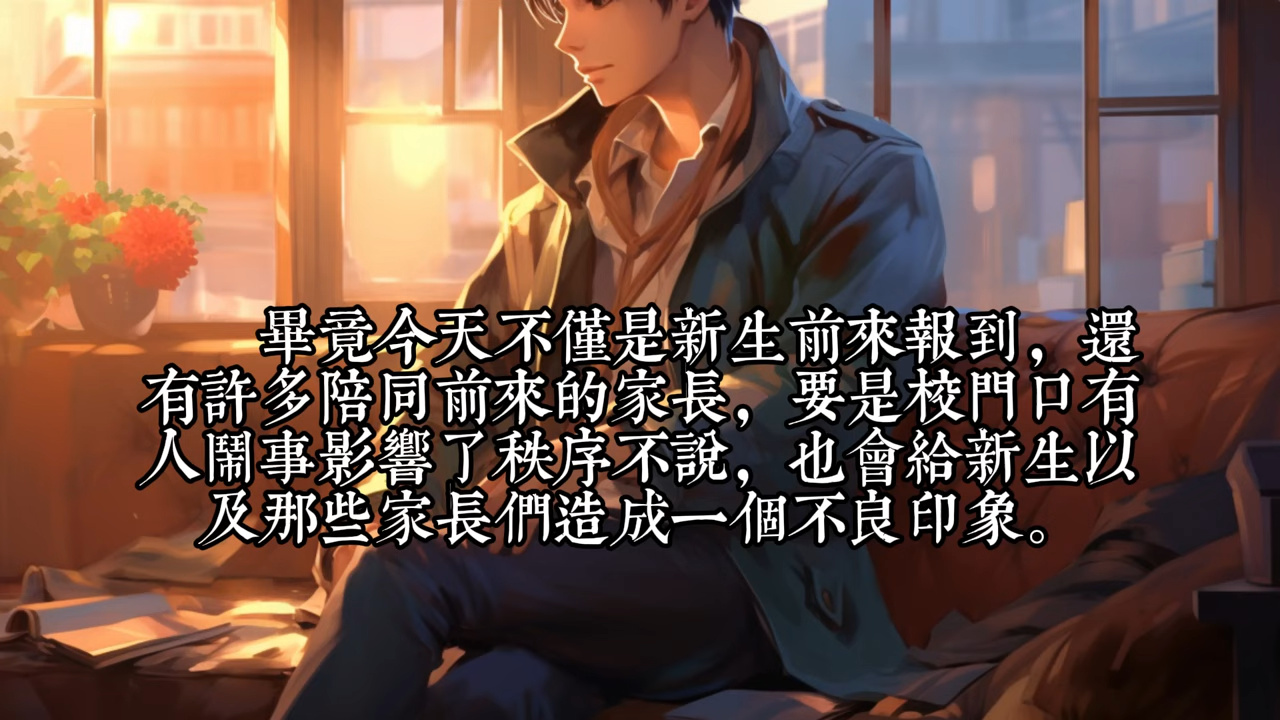 畢竟今天不僅是新生前來報到，還
有許多陪同前來的家長，要是校門口有
人鬧事影響了秩序不說，也會給新生以
及那些家長們造成一個不良印象。